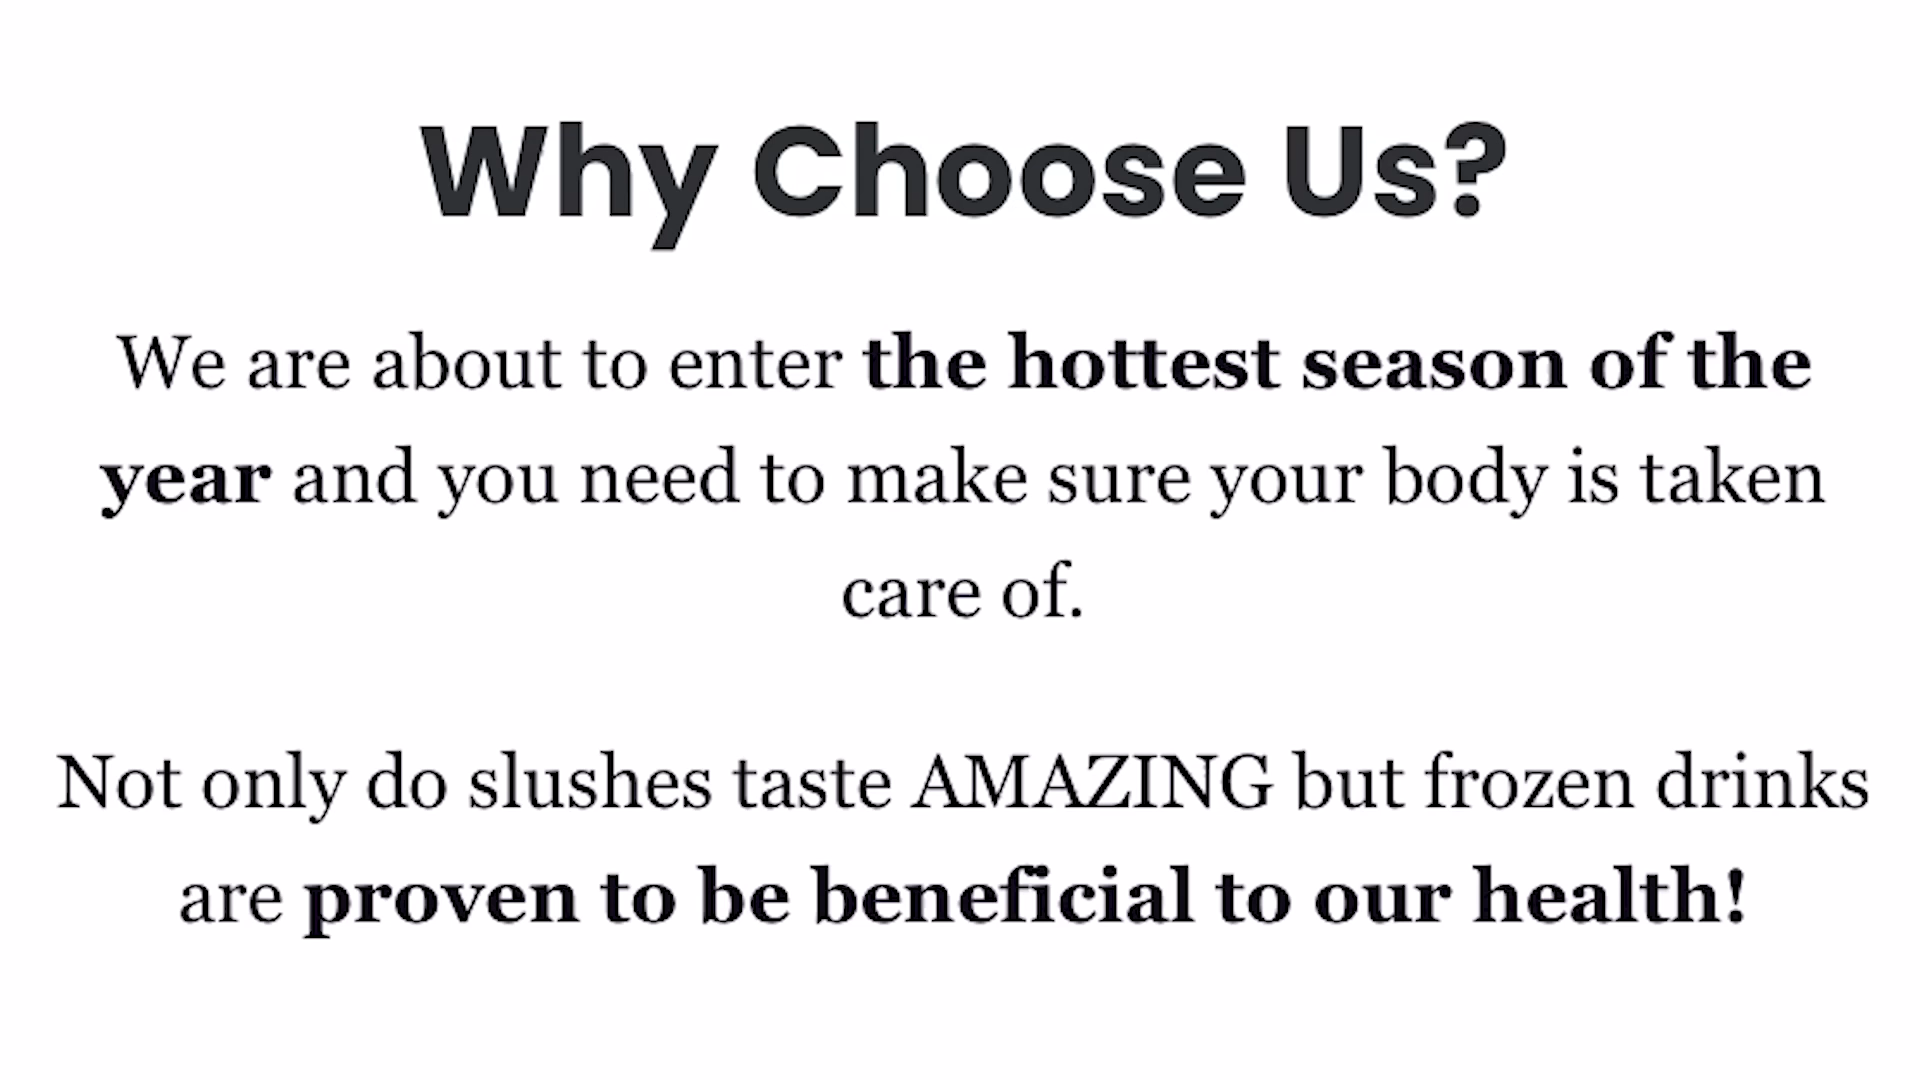 Why Choose Us?
We are about to enter the hottest season of the
year and you need to make sure your body is taken
care of.
Not only do slushes taste AMAZING but frozen drinks
are proven to be beneficial to our health!